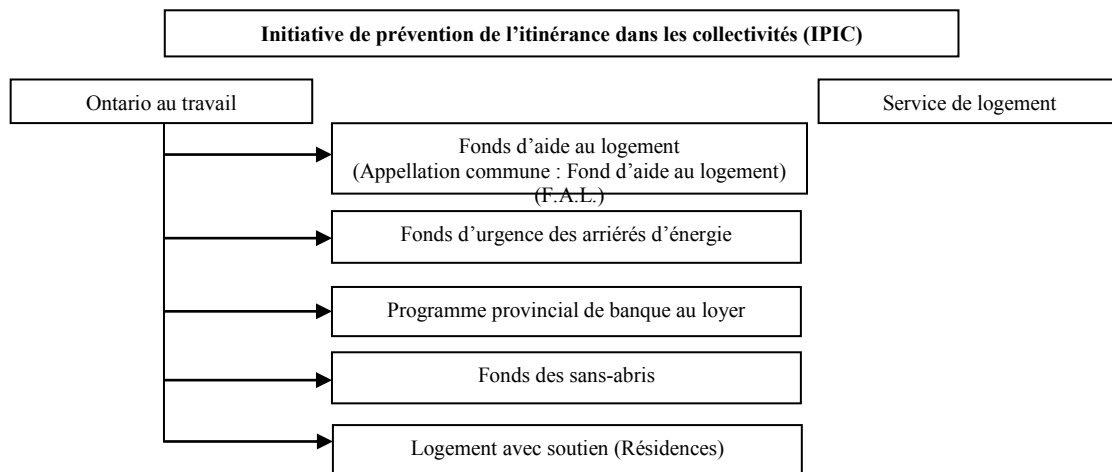 Initiative de prévention de l’itinérance dans les collectivités (IPIC)
Ontario au travail
Service de logement
Fonds d’aide au logement
(Appellation commune : Fond d’aide au logement)
(F.A.L.)
Fonds d’urgence des arriérés d’énergie
Programme provincial de banque au loyer
Fonds des sans-abris
Logement avec soutien (Résidences)